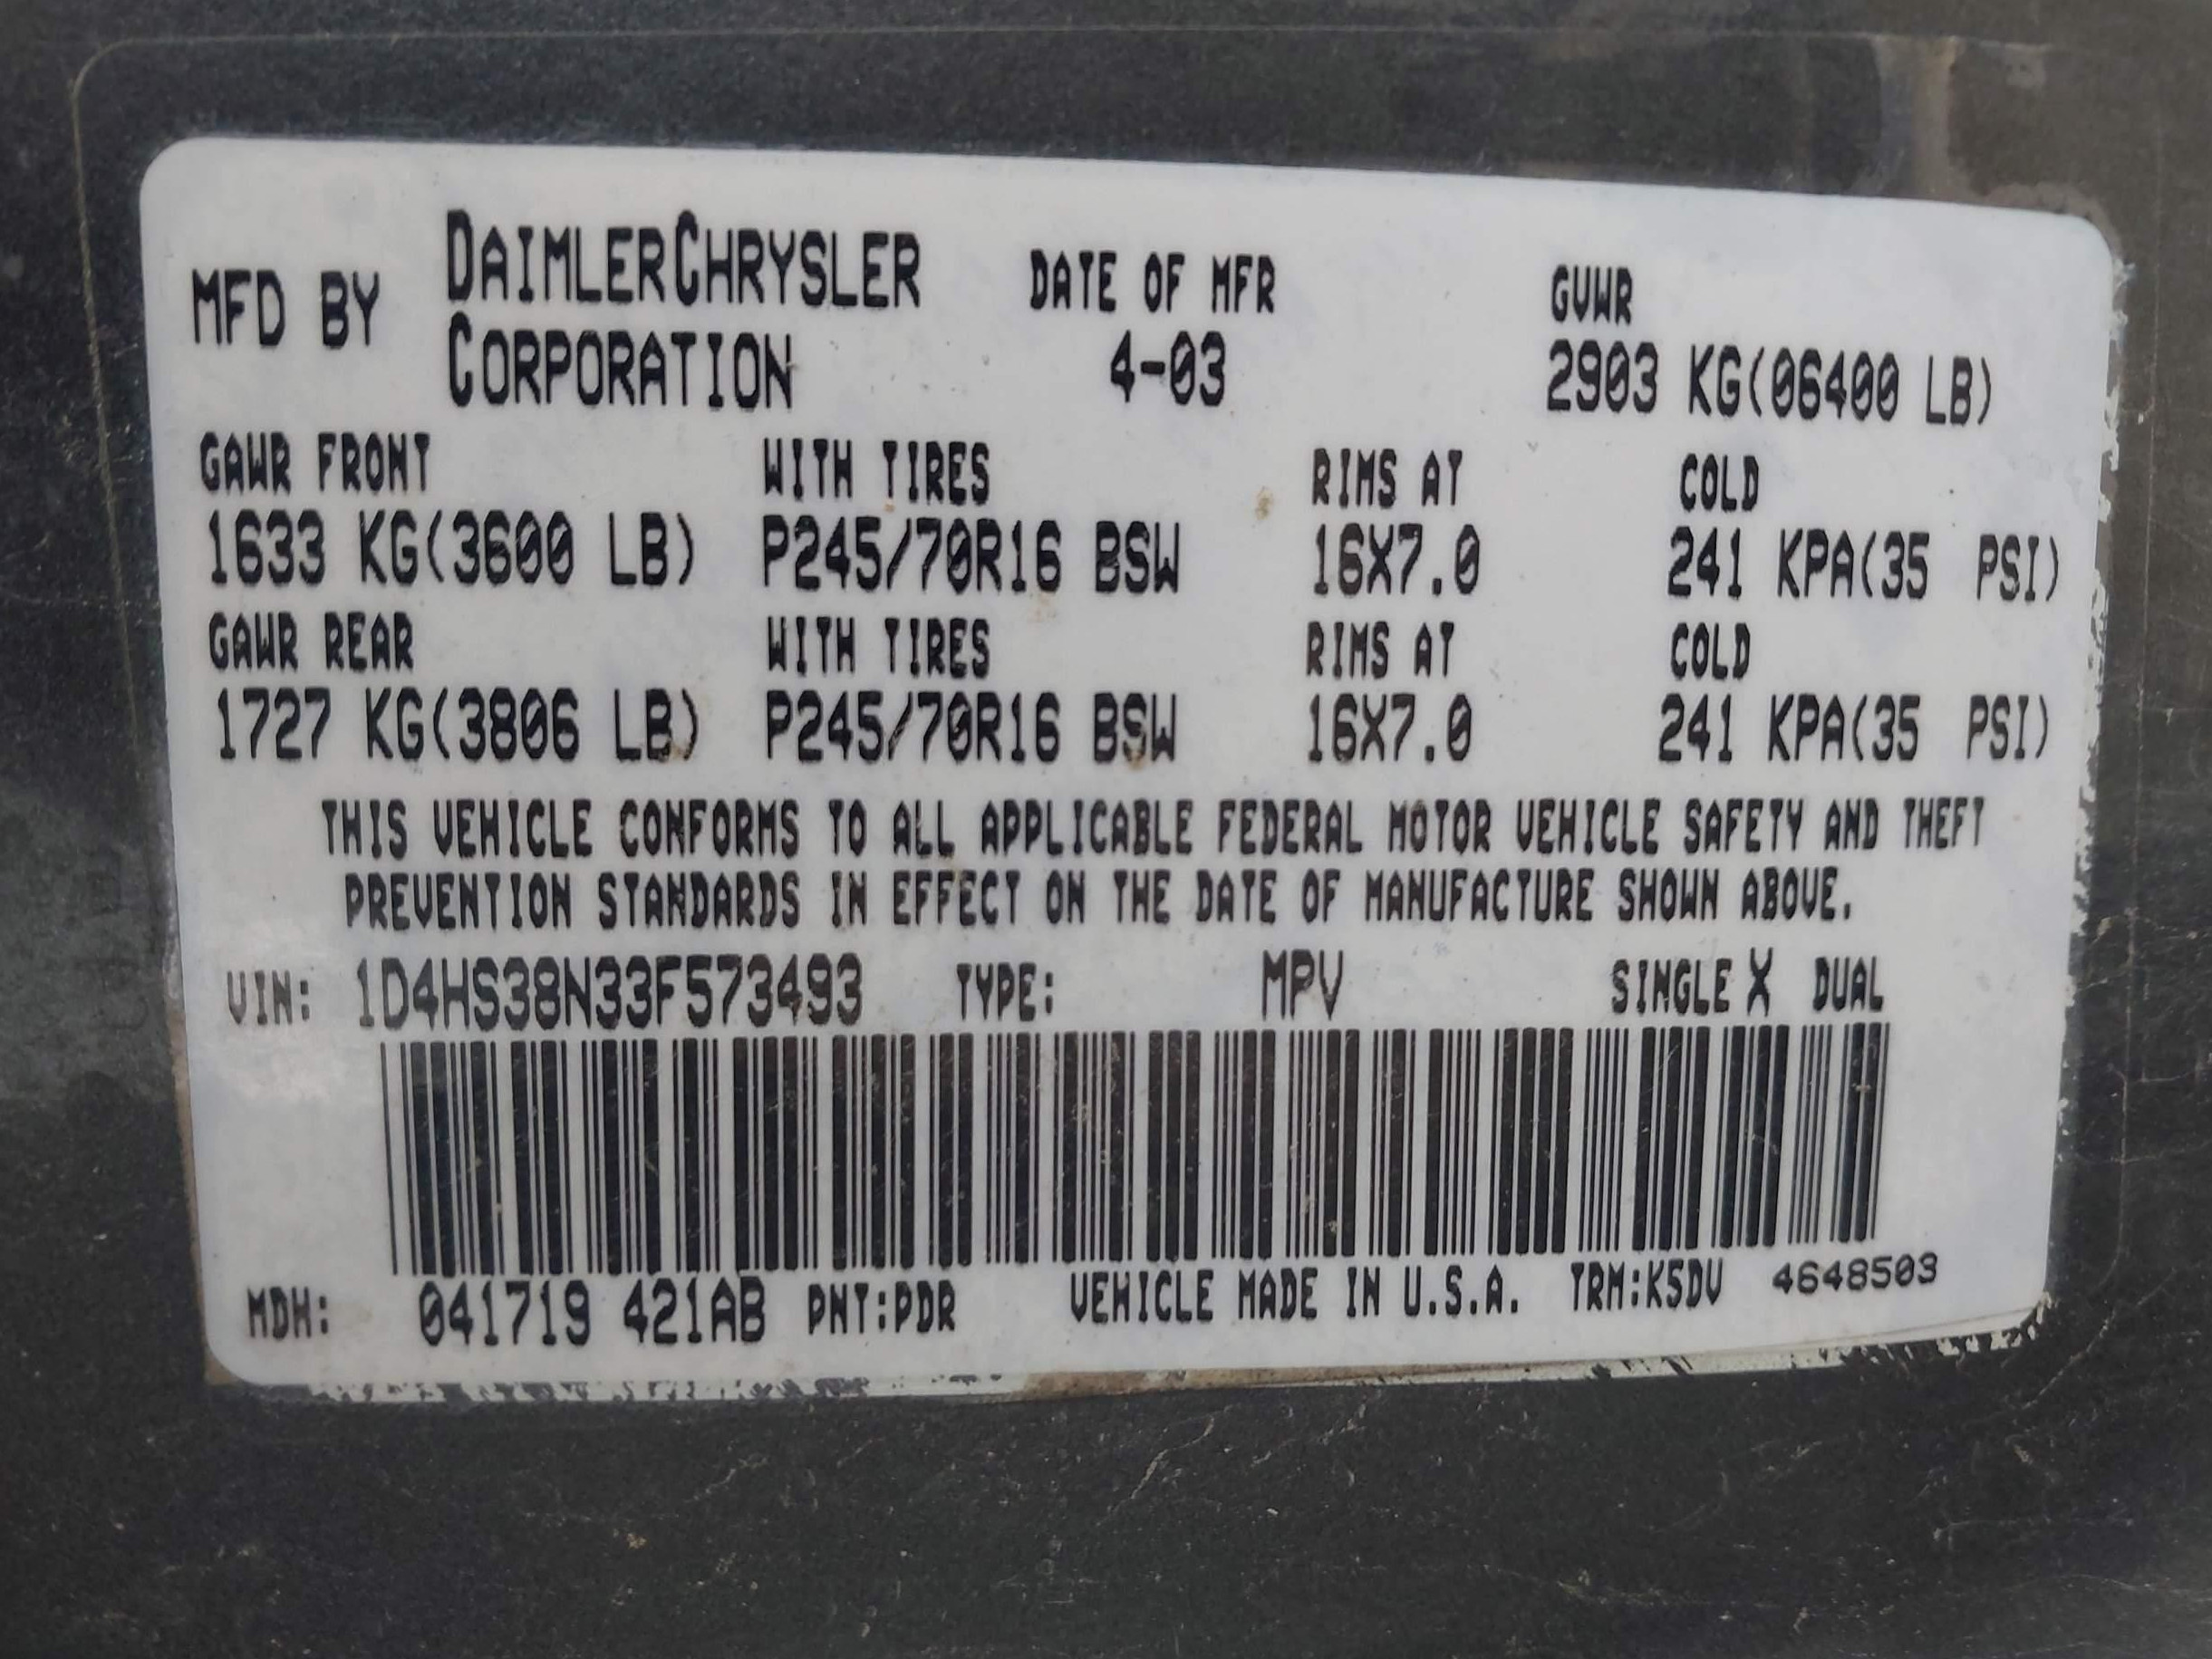 MFD BY DAIMLERCHRYSLER CORPORATION DATE OF MFR 4-03 GVWR 2903 KG(06400 LB)
GAWR FRONT WITH TIRES RIMS AT COLD
1633 KG(3600 LB) P245/70R16 BSW 16X7.0 241 KPA(35 PSI)
GAWR REAR WITH TIRES RIMS AT COLD
1727 KG(3806 LB) P245/70R16 BSW 16X7.0 241 KPA(35 PSI)
THIS VEHICLE CONFORMS TO ALL APPLICABLE FEDERAL MOTOR VEHICLE SAFETY AND THEFT
PREVENTION STANDARDS IN EFFECT ON THE DATE OF MANUFACTURE SHOWN ABOVE.
VIN: 1D4HS38N33F573493 TYPE: MPV SINGLE X DUAL
MDH: 041719 421AB PNT:PDR VEHICLE MADE IN U.S.A. TRM:K5DV 4648503